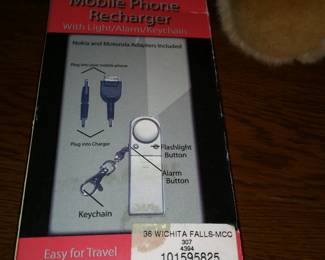 Mobile Phone
Recharger
With Light/Alarm/Keychain
Nokia and Motorola Adapters Included
Plug into your mobile phone
Plug into Charger
Flashlight
Button
Alarm
Button
Keychain
36 WICHITA FALLS-MCC
307
4394
101595825
Easy for Travel